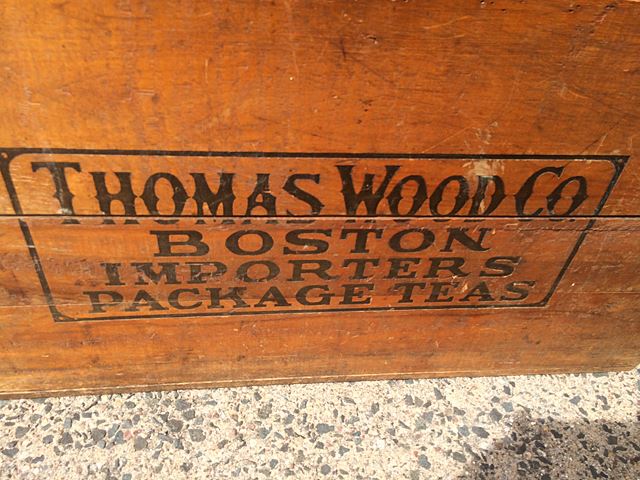 THOMAS WOOD CO
BOSTON
IMPORTERS
PACKAGE TEAS